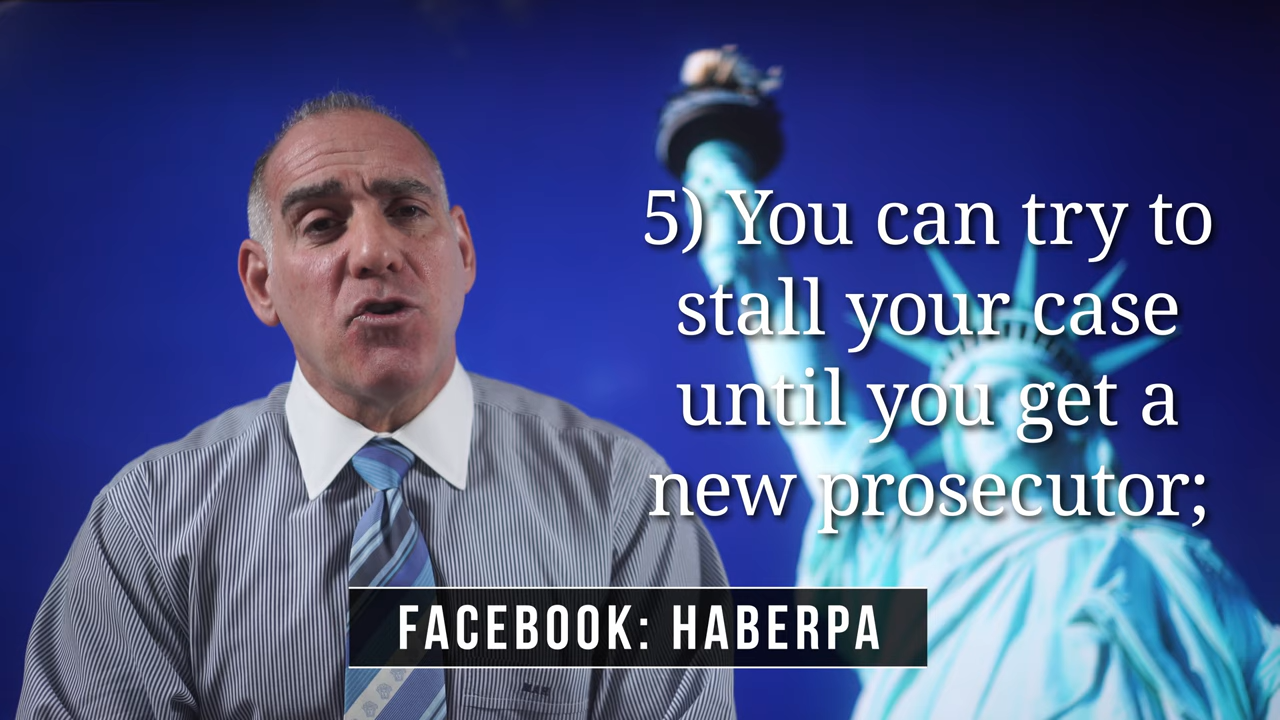 5) You can try to
stall your case
until you get a
new prosecutor;
FACEBOOK: HABERPA